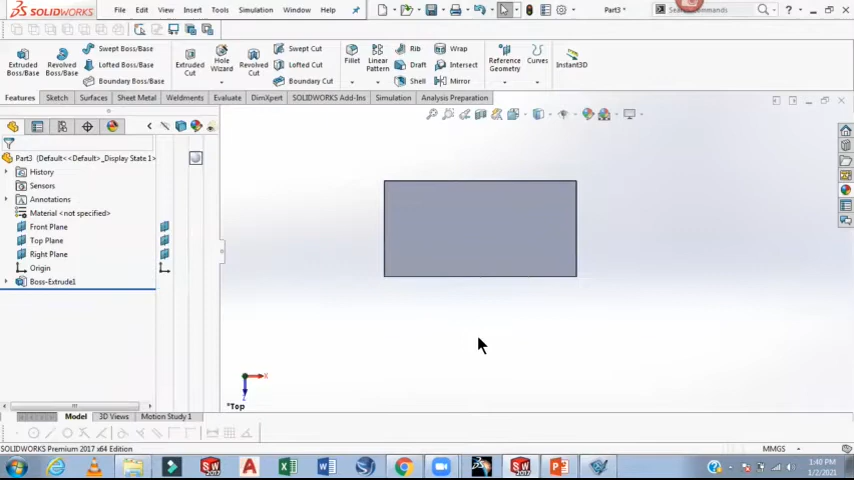 SOLIDWORKS
File Edit View Insert Tools Simulation Window Help
Part3 *
Search Commands
Extruded Boss/Base
Revolved Boss/Base
Swept Boss/Base
Lofted Boss/Base
Boundary Boss/Base
Extruded Cut
Hole Wizard
Revolved Cut
Swept Cut
Lofted Cut
Boundary Cut
Fillet
Linear Pattern
Rib
Draft
Shell
Wrap
Intersect
Mirror
Reference Geometry
Curves
Instant3D
Features Sketch Surfaces Sheet Metal Weldments Evaluate DimXpert SOLIDWORKS Add-Ins Simulation Analysis Preparation
Part3 (Default<<Default>_Display State 1>
History
Sensors
Annotations
Material <not specified>
Front Plane
Top Plane
Right Plane
Origin
Boss-Extrude1
X
Z
*Top
Model 3D Views Motion Study 1
SOLIDWORKS Premium 2017 x64 Edition
MMGS
1:40 PM
1/2/2021